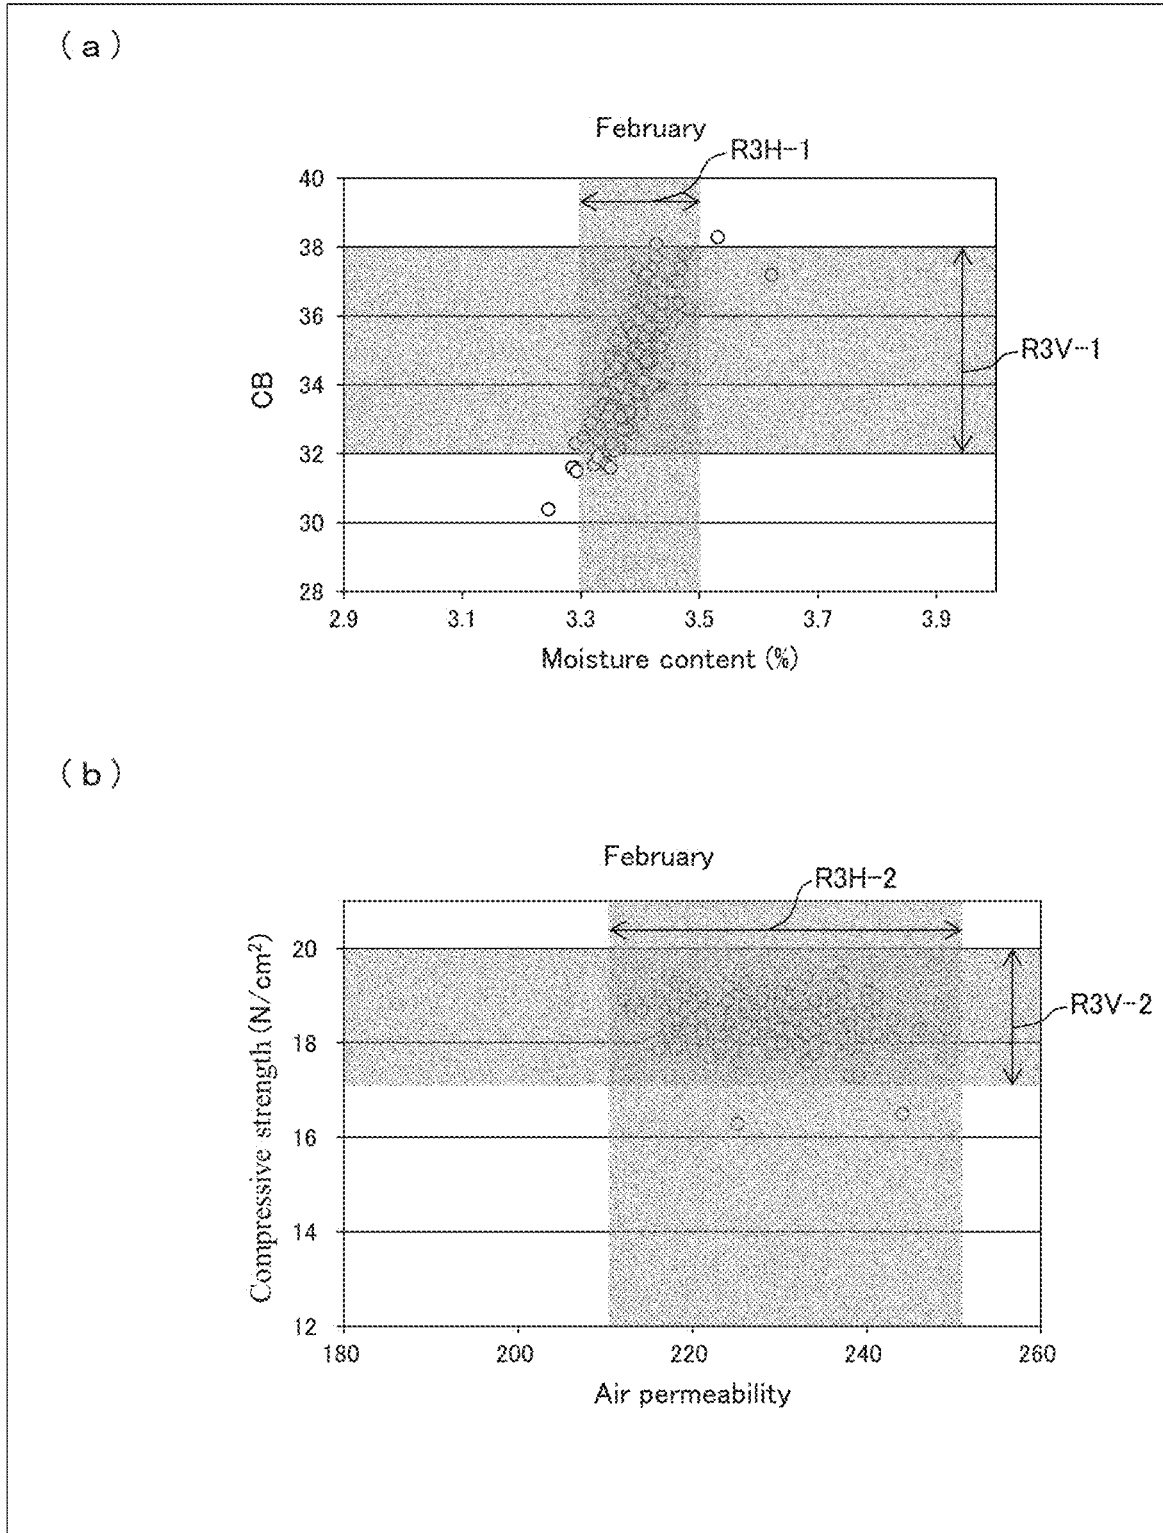 (a)
February
R3H-1
40
38
36
34
32
30
28
CB
R3V-1
2.9 3.1 3.3 3.5 3.7 3.9
Moisture content (%)
(b)
February
R3H-2
20
18
16
14
12
Compressive strength (N/cm²)
R3V-2
180 200 220 240 260
Air permeability